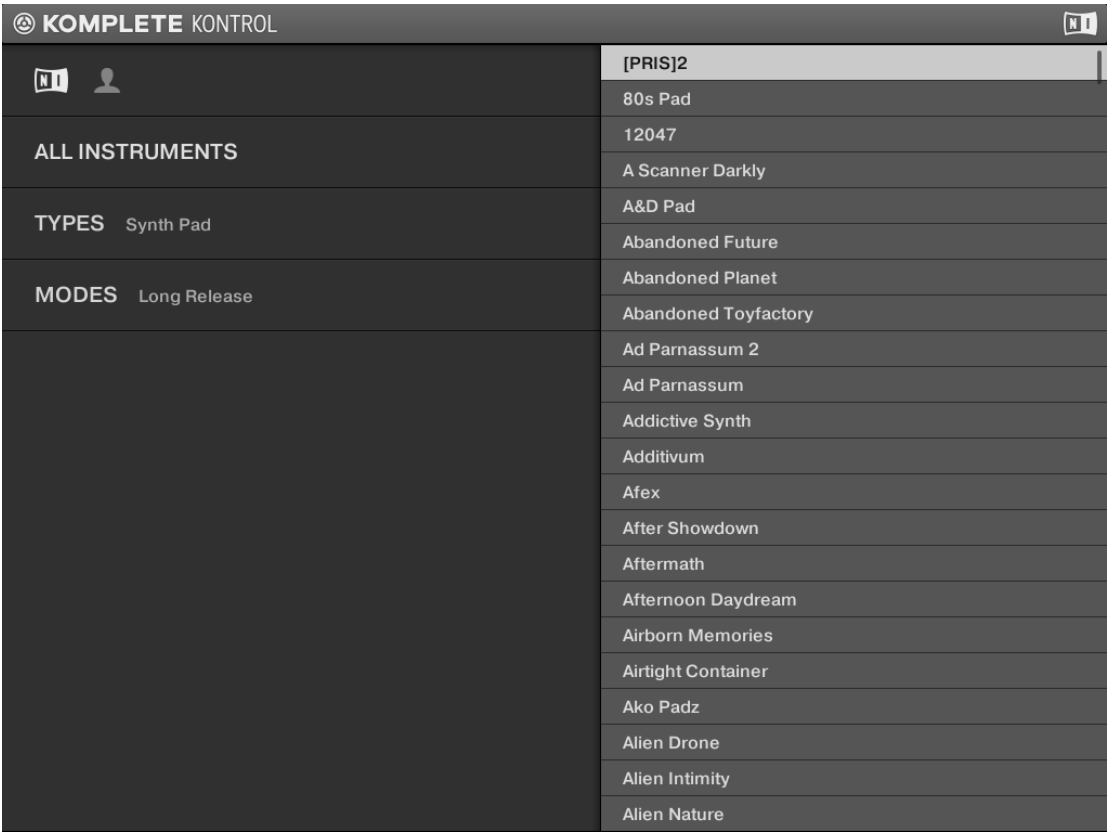 KOMPLETE KONTROL
NI
NI
ALL INSTRUMENTS
TYPES Synth Pad
MODES Long Release
[PRIS]2
80s Pad
12047
A Scanner Darkly
A&D Pad
Abandoned Future
Abandoned Planet
Abandoned Toyfactory
Ad Parnassum 2
Ad Parnassum
Addictive Synth
Additivum
Afex
After Showdown
Aftermath
Afternoon Daydream
Airborn Memories
Airtight Container
Ako Padz
Alien Drone
Alien Intimity
Alien Nature